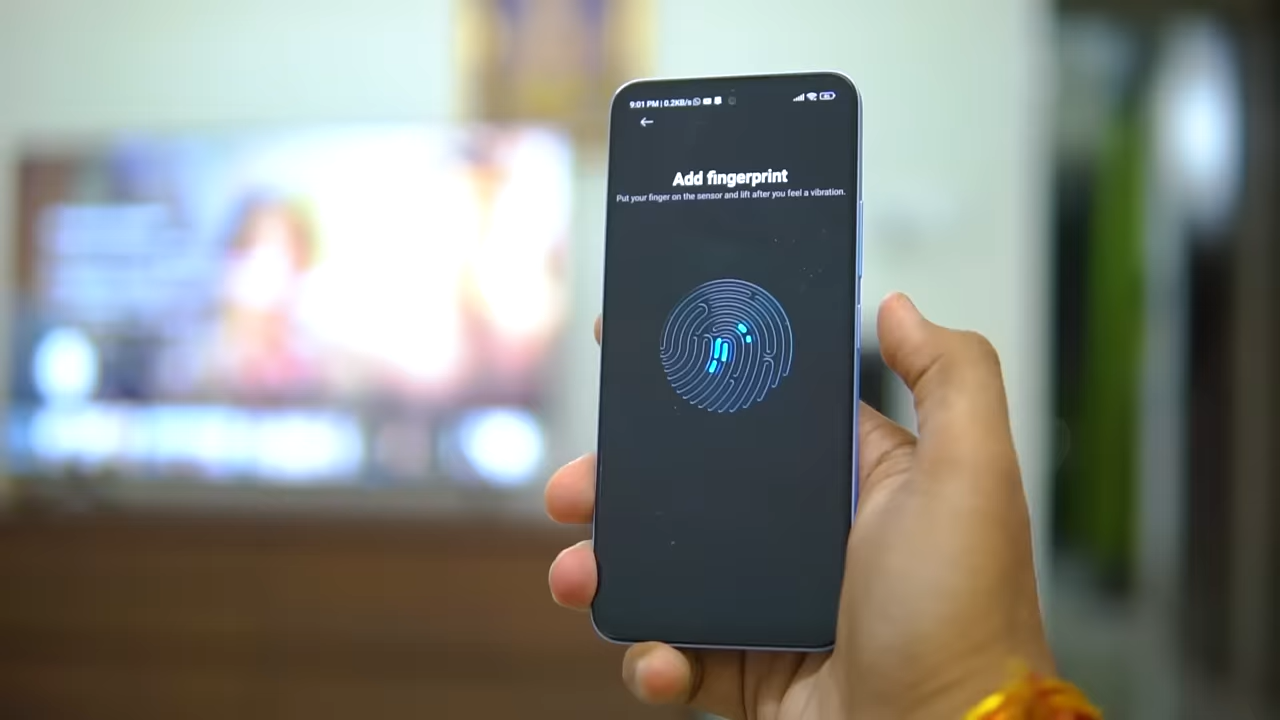 9:01 PM | 0.2KB/s
Add fingerprint
Put your finger on the sensor and lift after you feel a vibration.